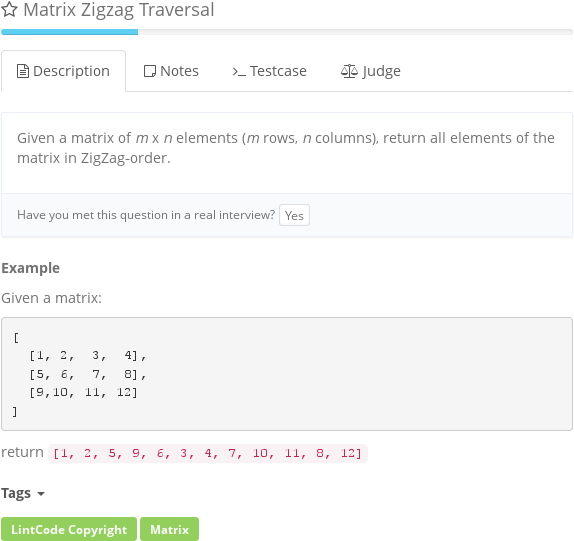 Matrix Zigzag Traversal
Description Notes Testcase Judge
Given a matrix of m x n elements (m rows, n columns), return all elements of the
matrix in ZigZag-order.
Have you met this question in a real interview? Yes
Example
Given a matrix:
[
[1, 2, 3, 4],
[5, 6, 7, 8],
[9,10, 11, 12]
]
return [1, 2, 5, 9, 6, 3, 4, 7, 10, 11, 8, 12]
Tags
LintCode Copyright Matrix